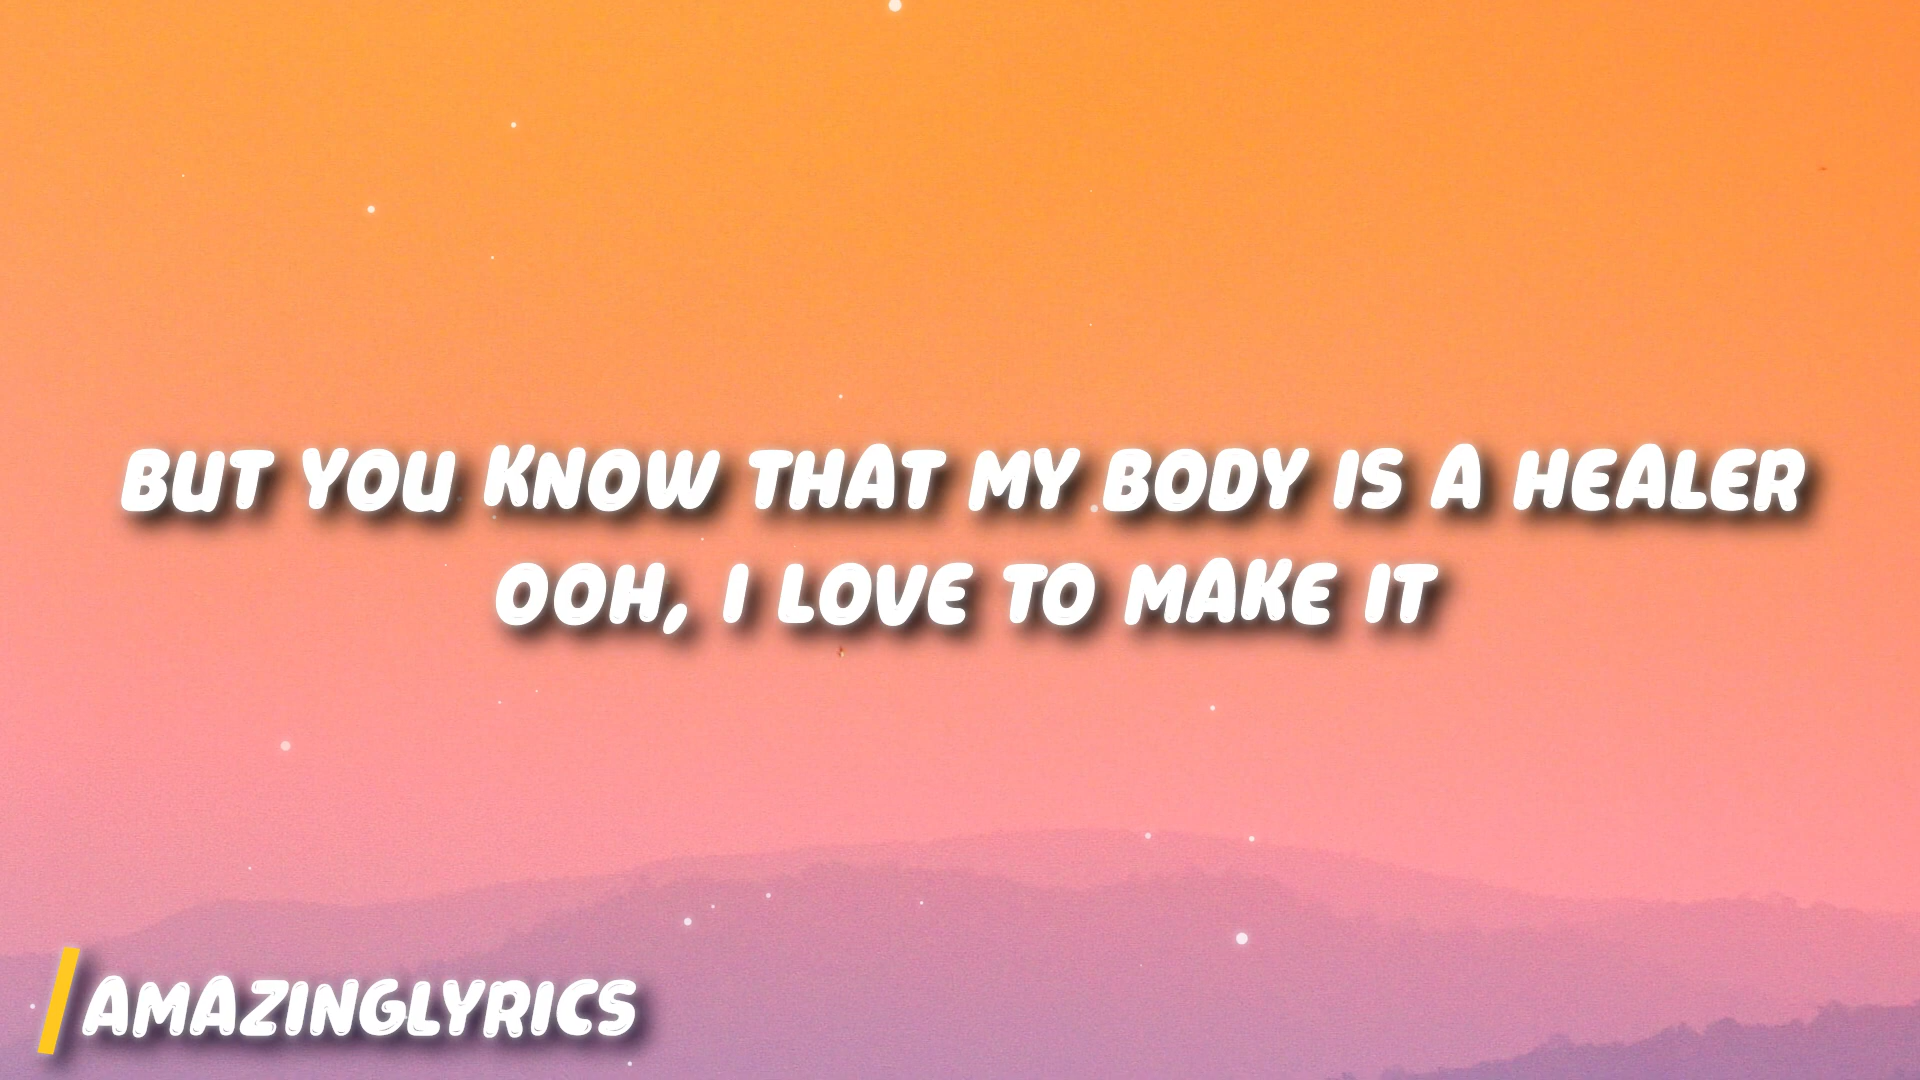 BUT YOU KNOW THAT MY BODY IS A HEALER
OOH, I LOVE TO MAKE IT
AMAZINGLYRICS